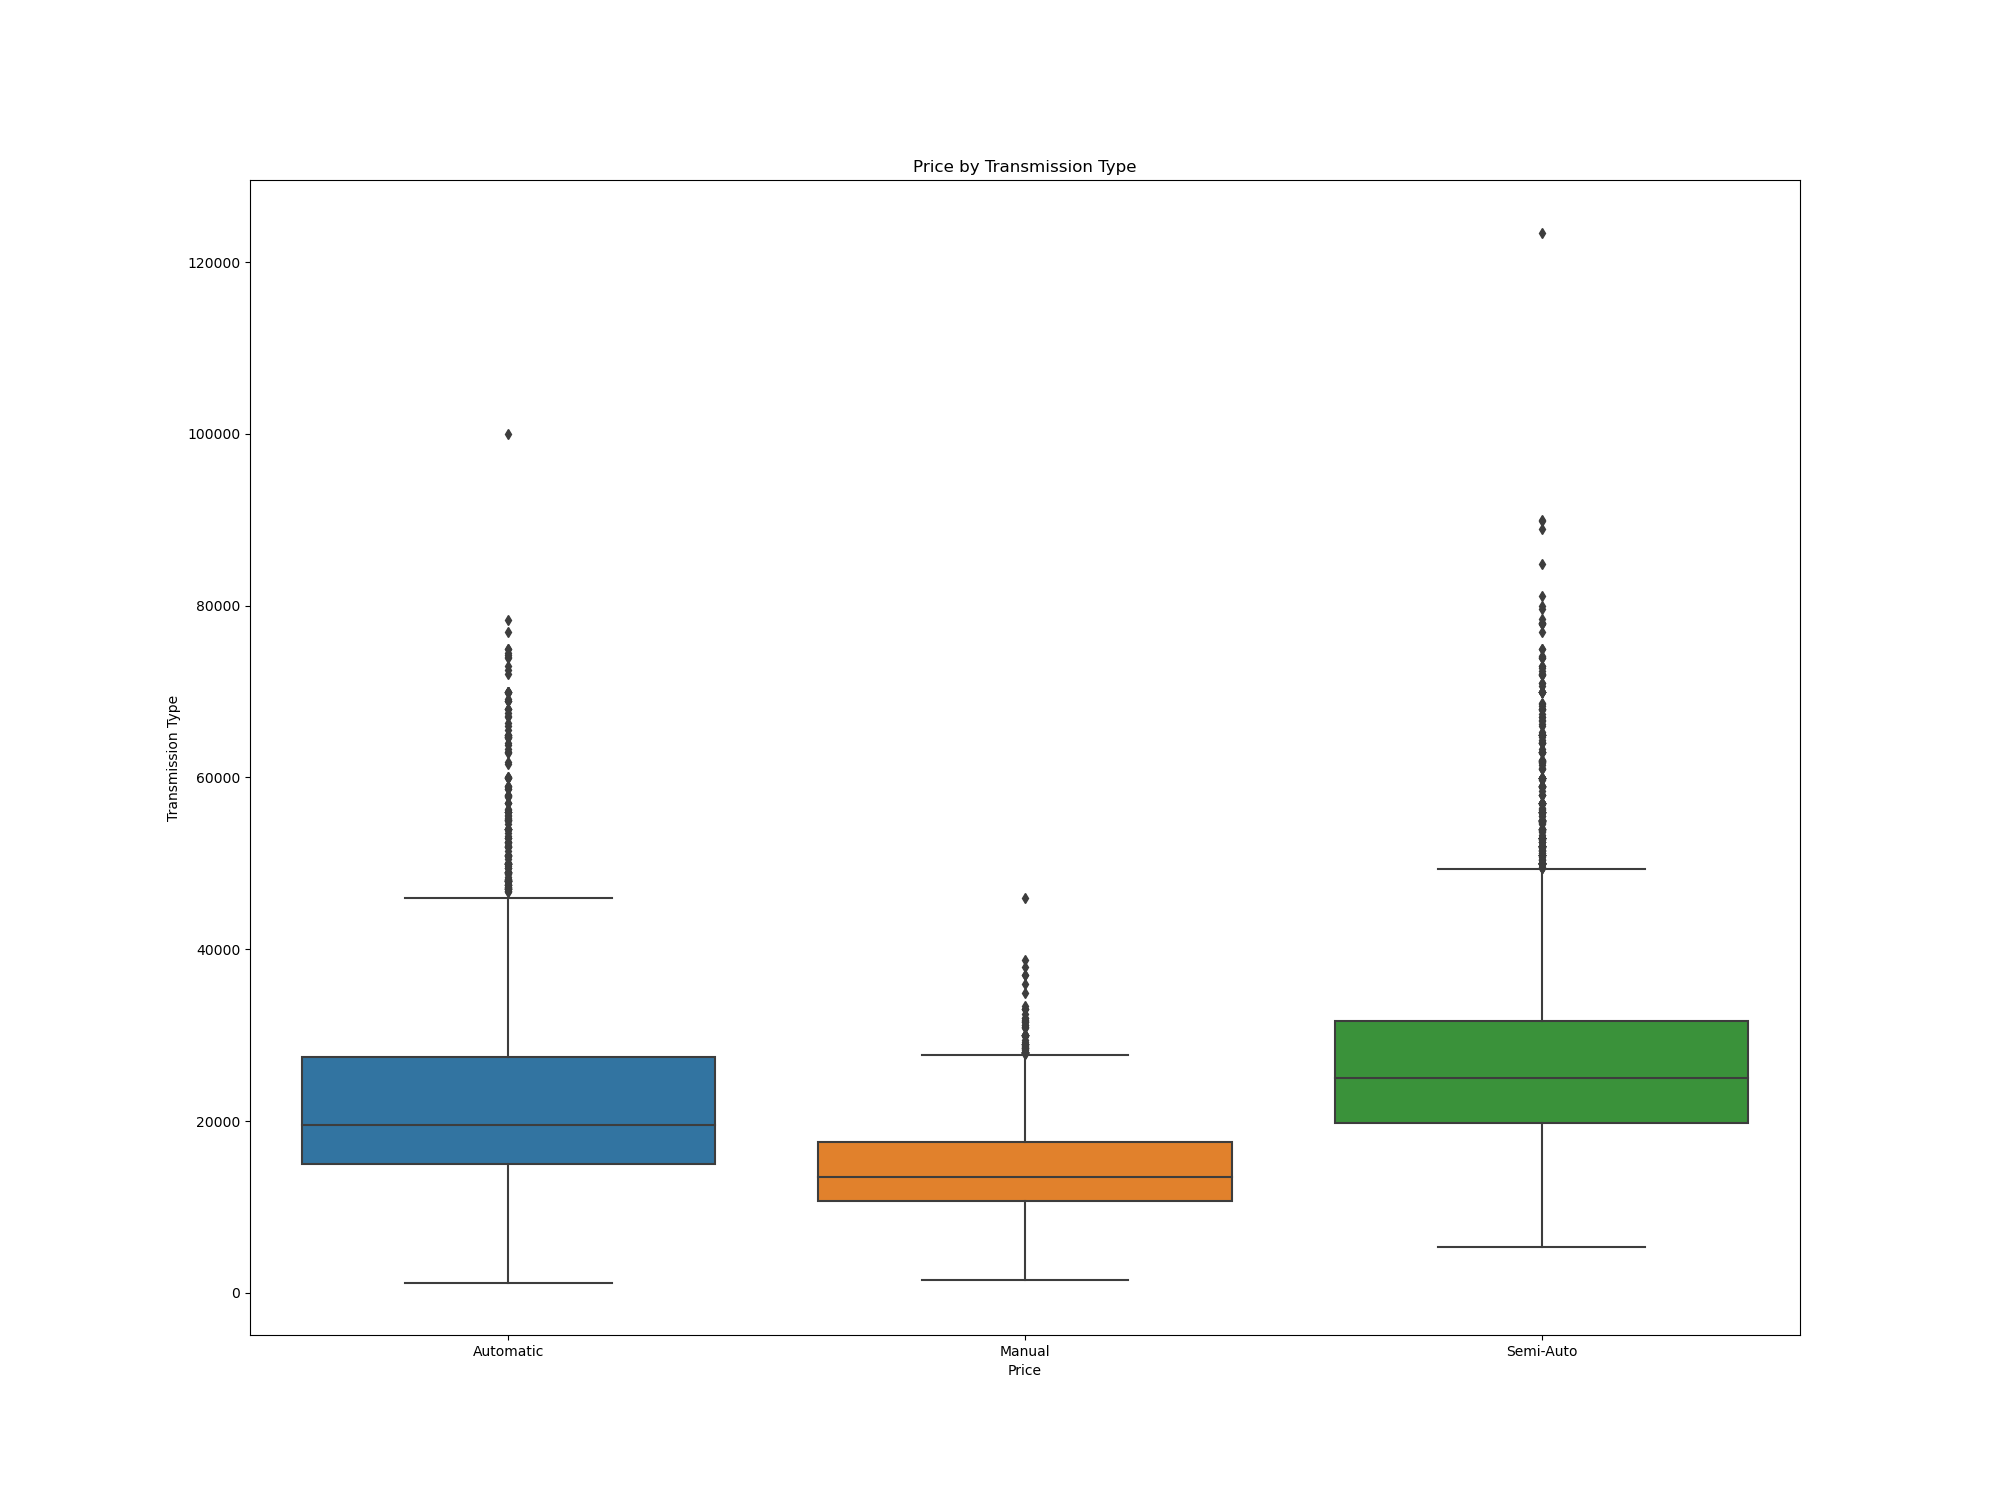 Price by Transmission Type
120000
100000
80000
60000
40000
20000
0
Transmission Type
Automatic
Manual
Semi-Auto
Price